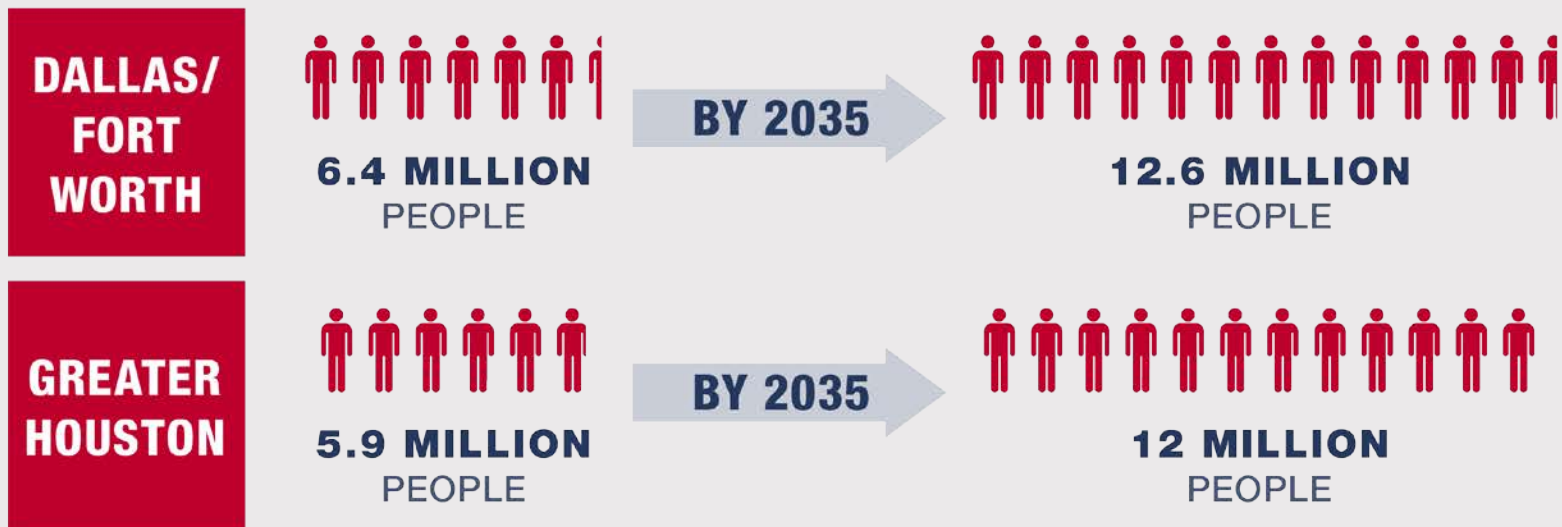 DALLAS/
FORT
WORTH
6.4 MILLION
PEOPLE
BY 2035
12.6 MILLION
PEOPLE
GREATER
HOUSTON
5.9 MILLION
PEOPLE
BY 2035
12 MILLION
PEOPLE